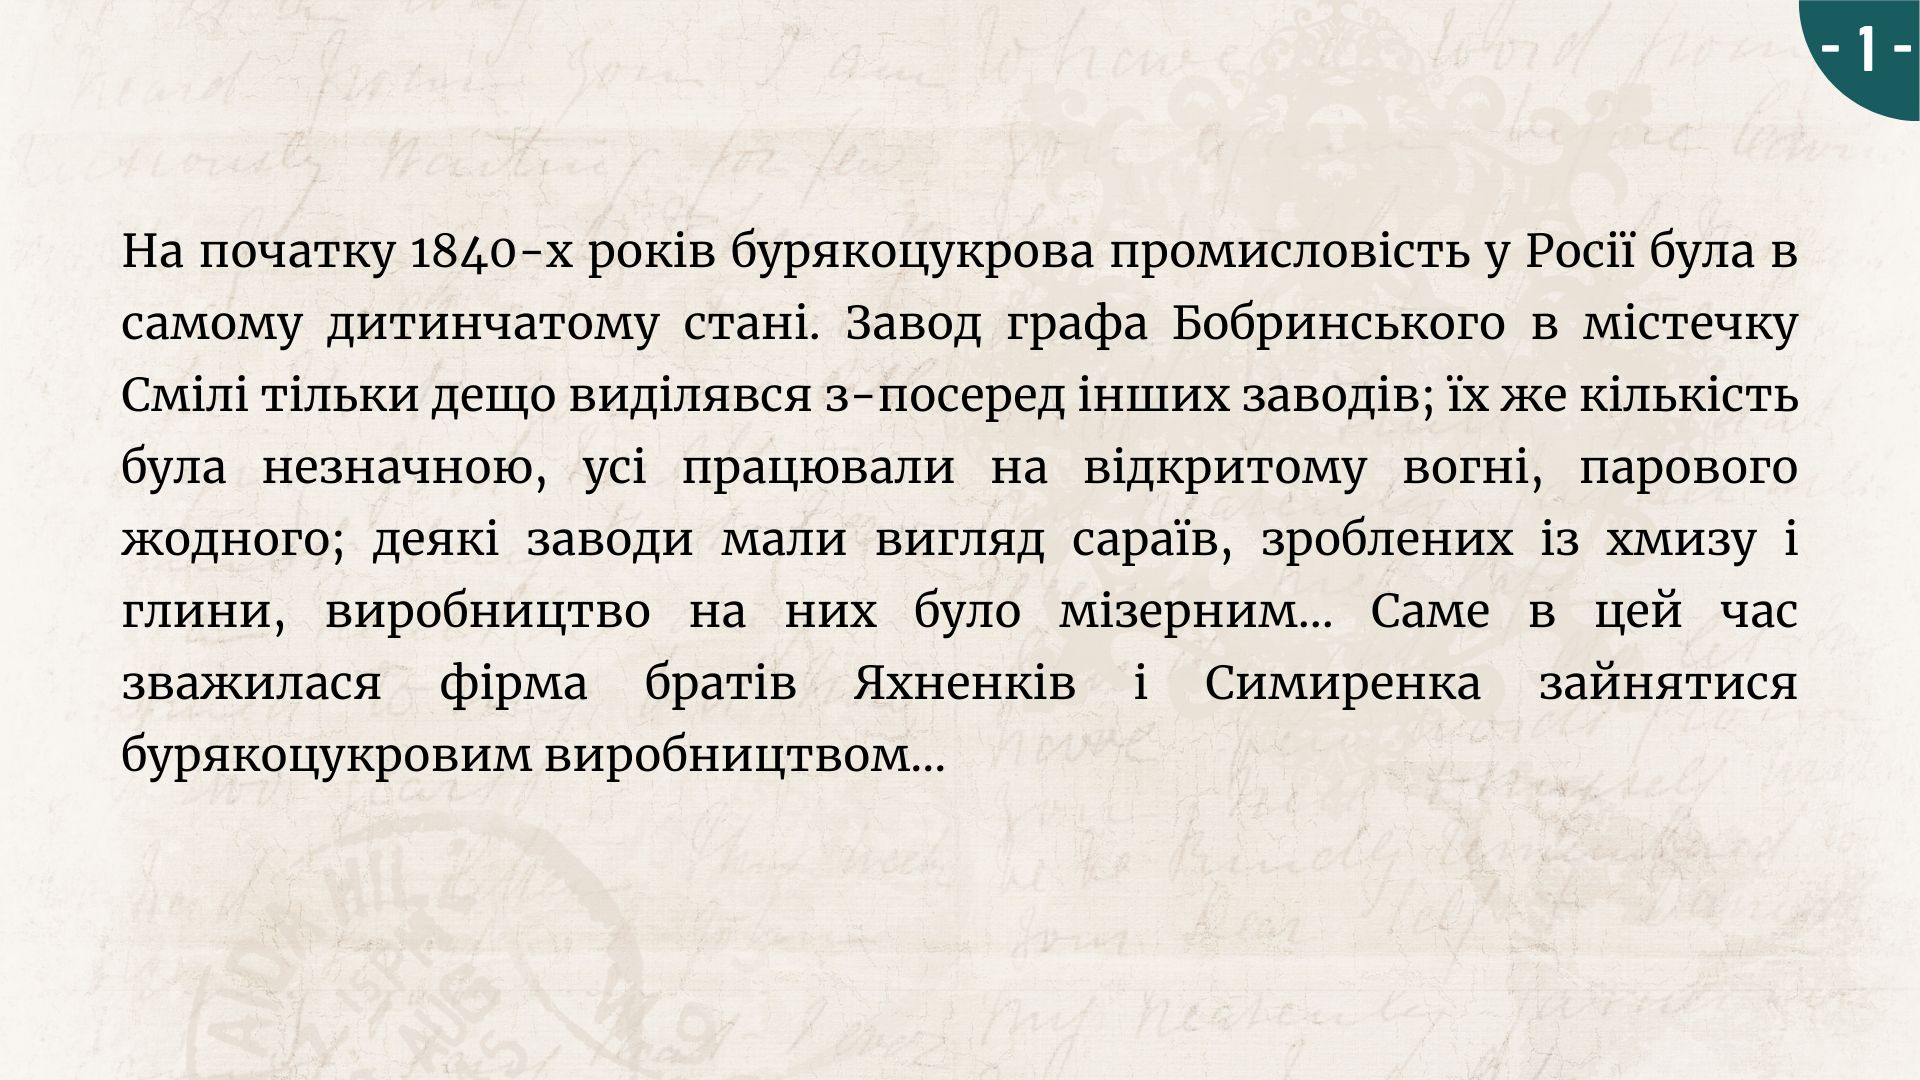 - 1 -
На початку 1840-х років бурякоцукрова промисловість у Росії була в
самому дитинчатому стані. Завод графа Бобринського в містечку
Смілі тільки дещо виділявся з-посеред інших заводів; їх же кількість
була незначною, усі працювали на відкритому вогні, парового
жодного; деякі заводи мали вигляд сараїв, зроблених із хмизу і
глини, виробництво на них було мізерним... Саме в цей час
зважилася фірма братів Яхненків і Симиренка зайнятися
бурякоцукровим виробництвом...